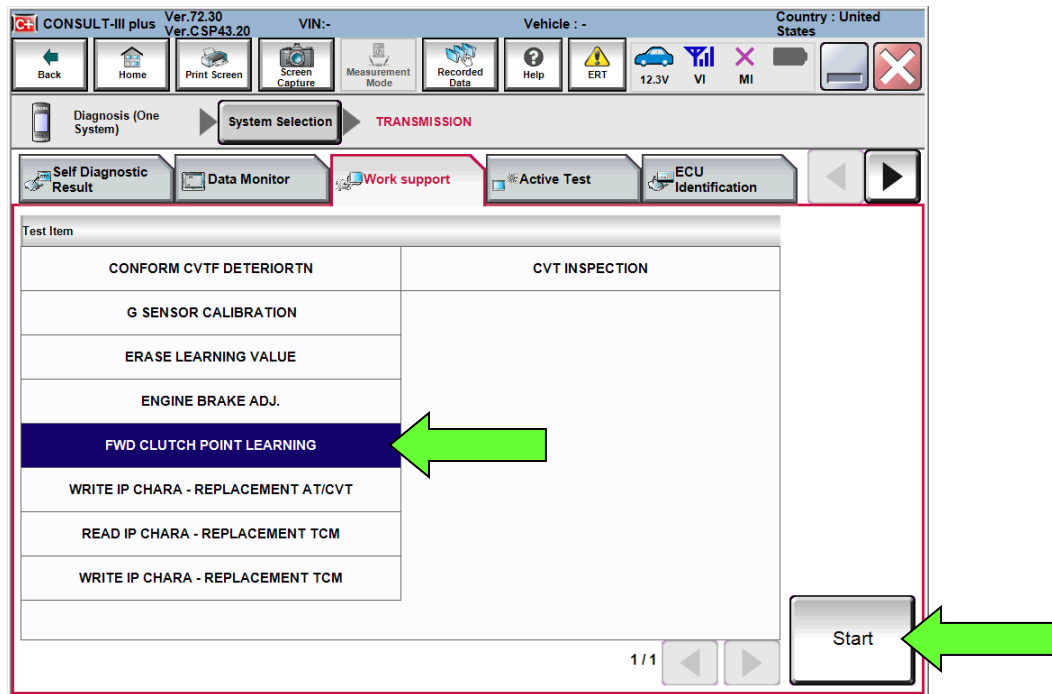 CONSULT-III plus
Ver.72.30
Ver.CSP43.20
VIN:-
Vehicle : -
Country : United
States
Back
Home
Print Screen
Screen
Capture
Measurement
Mode
Recorded
Data
Help
ERT
12.3V
VI
MI
Diagnosis (One
System)
System Selection
TRANSMISSION
Self Diagnostic
Result
Data Monitor
Work support
Active Test
ECU
Identification
Test Item
CONFORM CVTF DETERIORTN
CVT INSPECTION
G SENSOR CALIBRATION
ERASE LEARNING VALUE
ENGINE BRAKE ADJ.
FWD CLUTCH POINT LEARNING
WRITE IP CHARA - REPLACEMENT AT/CVT
READ IP CHARA - REPLACEMENT TCM
WRITE IP CHARA - REPLACEMENT TCM
Start
1/1